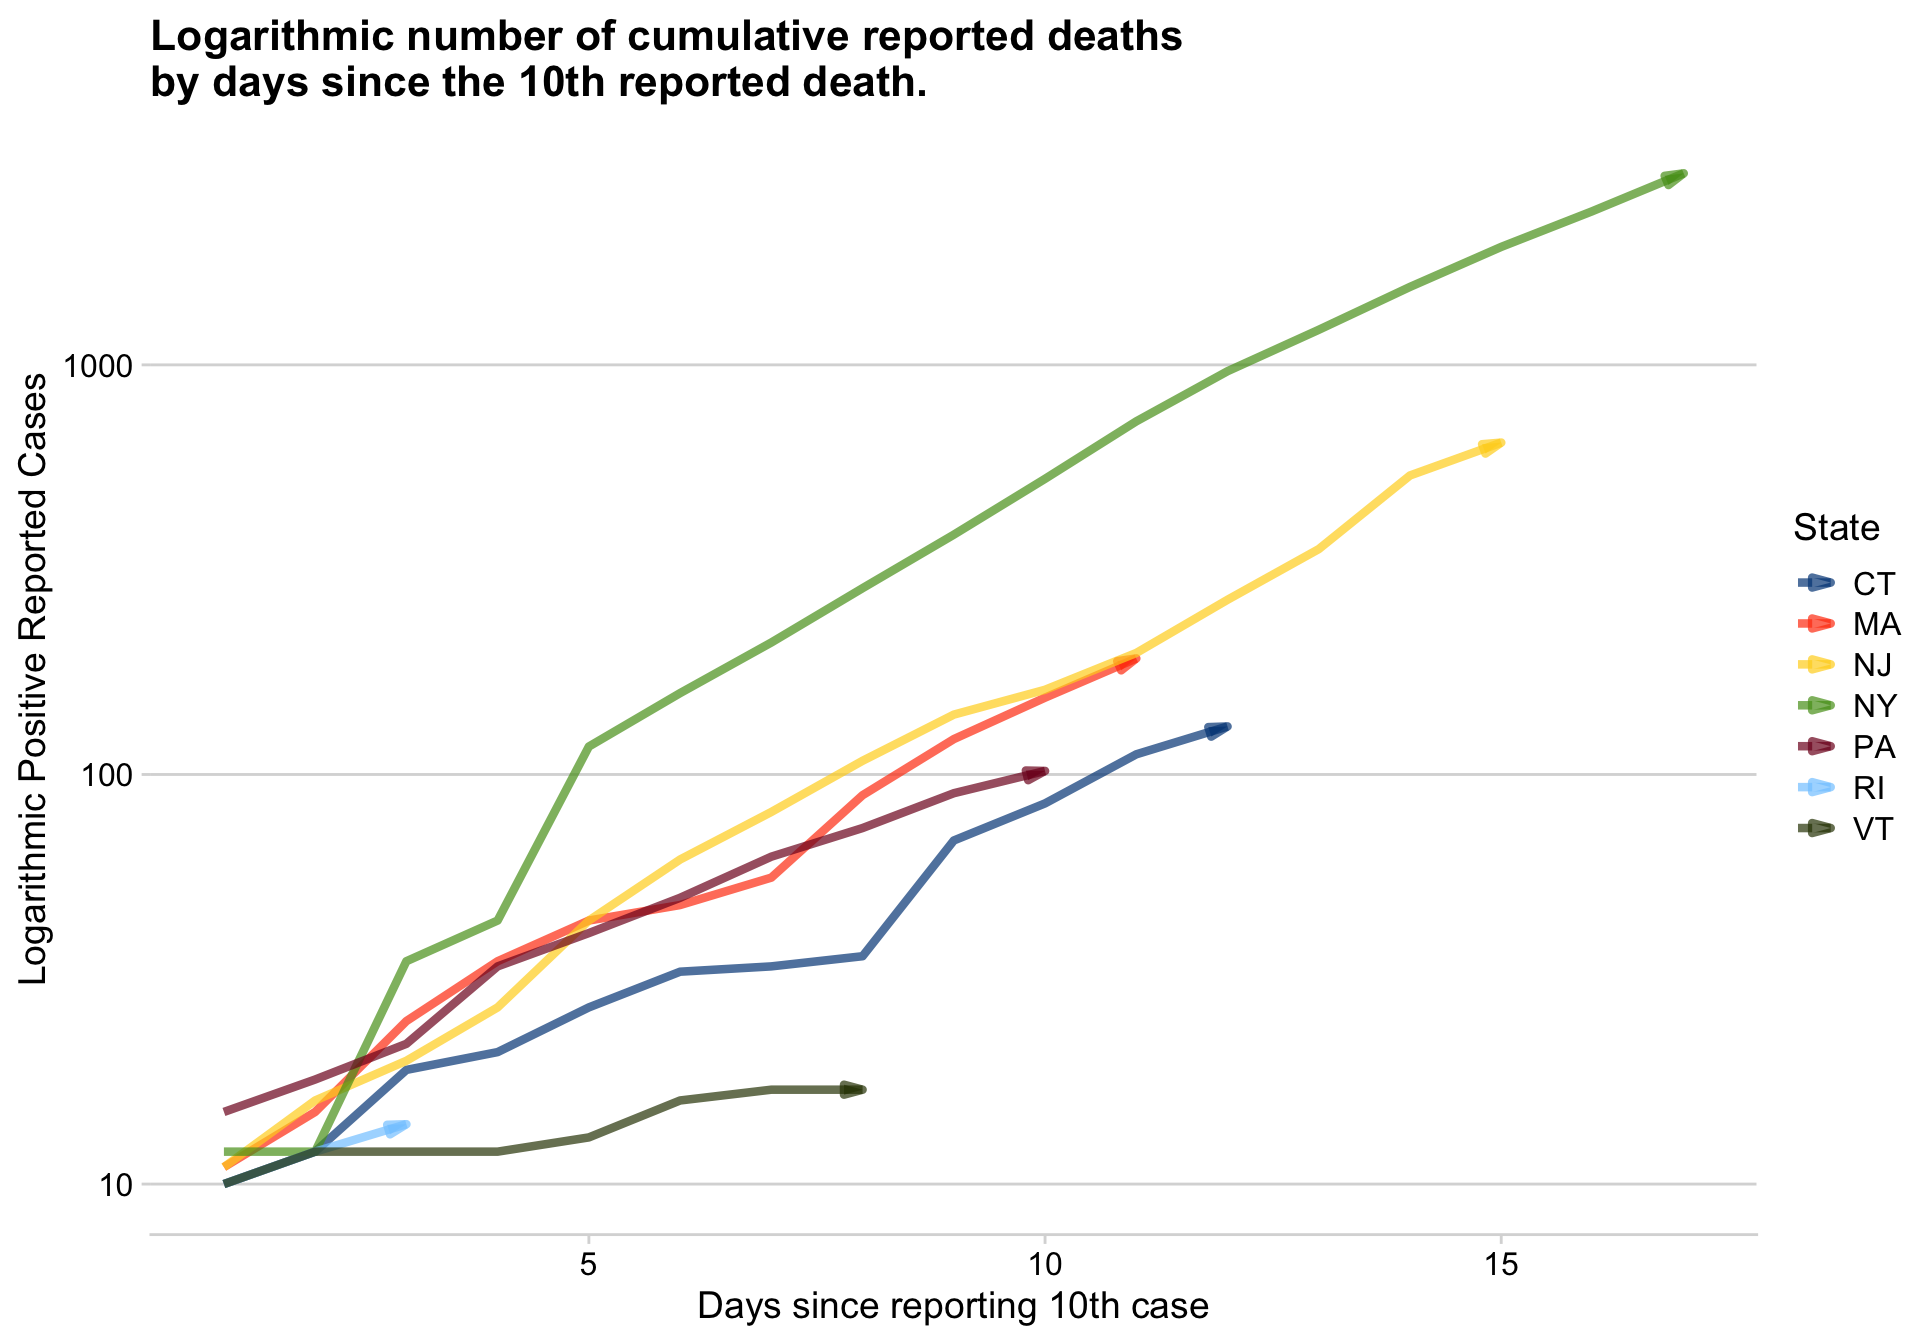 Logarithmic number of cumulative reported deaths
by days since the 10th reported death.
Logarithmic Positive Reported Cases
1000
100
10
5
10
15
Days since reporting 10th case
State
CT
MA
NJ
NY
PA
RI
VT